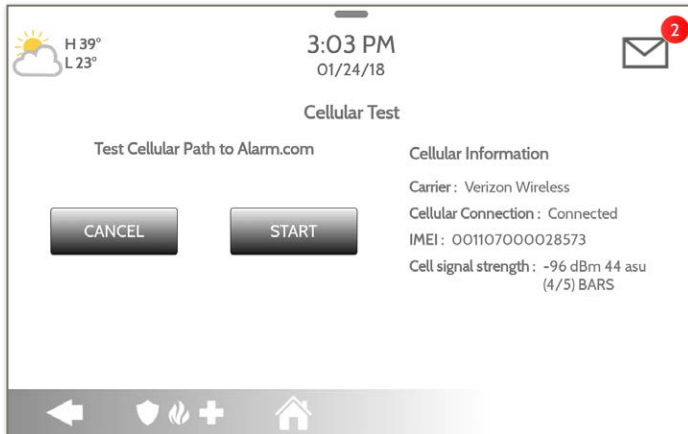 H 39°
L 23°
3:03 PM
01/24/18
2
Cellular Test
Test Cellular Path to Alarm.com
CANCEL
START
Cellular Information
Carrier : Verizon Wireless
Cellular Connection : Connected
IMEI : 001107000028573
Cell signal strength : -96 dBm 44 asu
(4/5) BARS